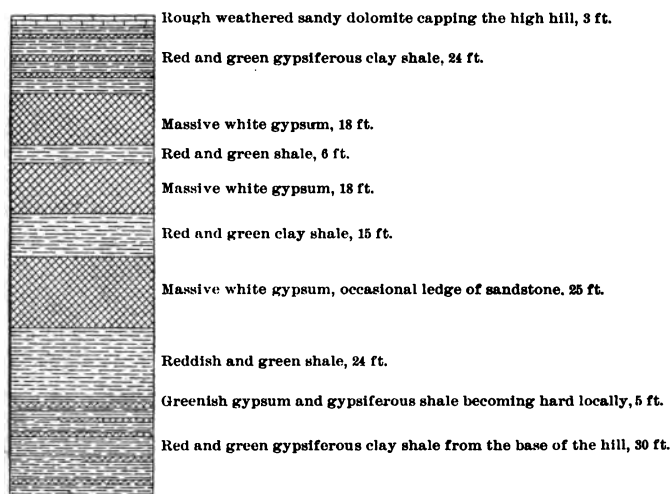 Rough weathered sandy dolomite capping the high hill, 3 ft.
Red and green gypsiferous clay shale, 24 ft.
Massive white gypsum, 18 ft.
Red and green shale, 6 ft.
Massive white gypsum, 18 ft.
Red and green clay shale, 15 ft.
Massive white gypsum, occasional ledge of sandstone. 25 ft.
Reddish and green shale, 24 ft.
Greenish gypsum and gypsiferous shale becoming hard locally, 5 ft.
Red and green gypsiferous clay shale from the base of the hill, 30 ft.